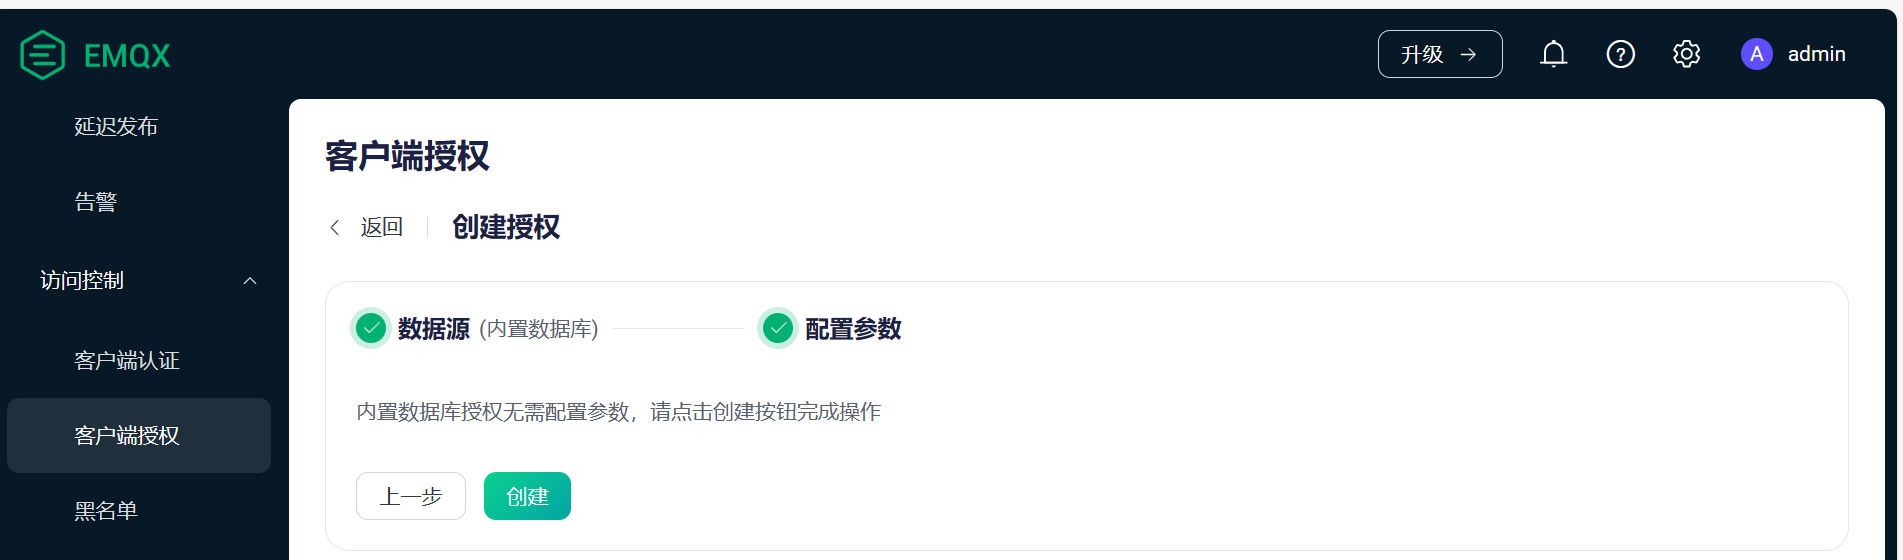 EMQX
升级 →
?
A admin
延迟发布
告警
访问控制
客户端认证
客户端授权
黑名单
客户端授权
返回
创建授权
数据源 (内置数据库)
配置参数
内置数据库授权无需配置参数，请点击创建按钮完成操作
上一步
创建